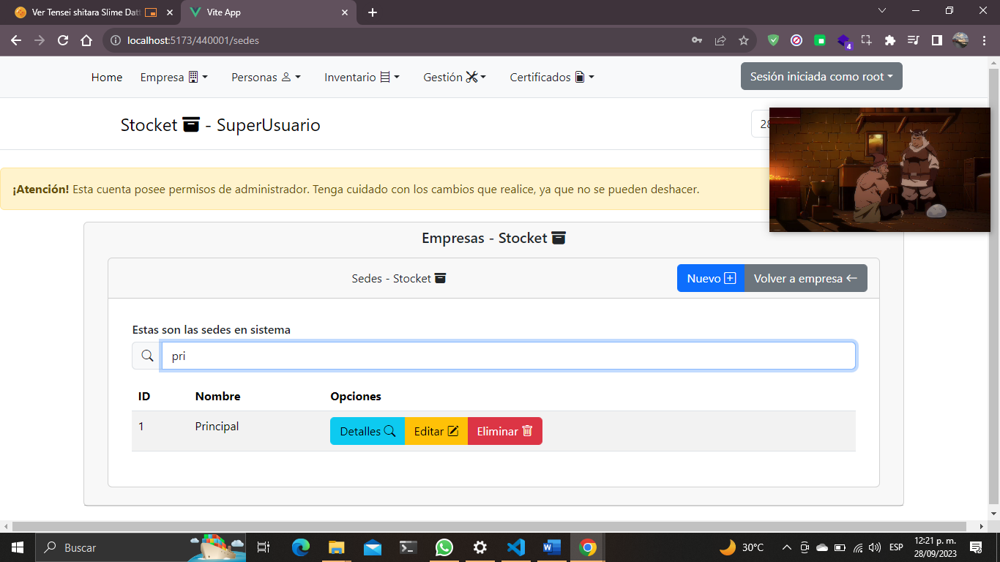 Ver Tensei shitara Slime Datt
Vite App
localhost:5173/440001/sedes
4
Home
Empresa
Personas
Inventario
Gestión
Certificados
Sesión iniciada como root
Stocket - SuperUsuario
28
¡Atención! Esta cuenta posee permisos de administrador. Tenga cuidado con los cambios que realice, ya que no se pueden deshacer.
Empresas - Stocket
Sedes - Stocket
Nuevo
Volver a empresa
Estas son las sedes en sistema
pri
ID Nombre Opciones
1 Principal Detalles Editar Eliminar
Buscar
30°C
ESP
12:21 p. m.
28/09/2023